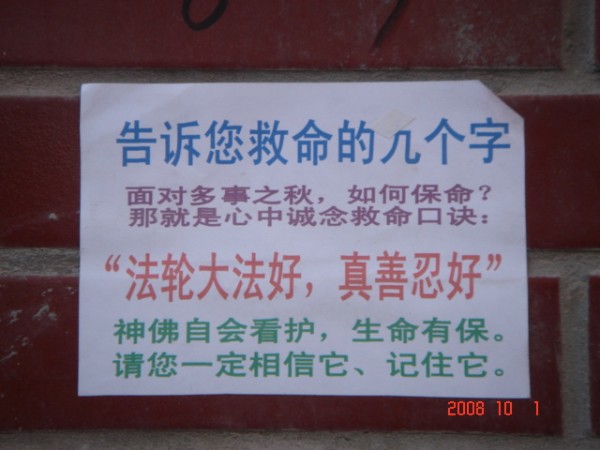 告诉您救命的几个字
面对多事之秋，如何保命？
那就是心中诚念救命口诀：
“法轮大法好，真善忍好”
神佛自会看护，生命有保。
请您一定相信它、记住它。
2008 10 1